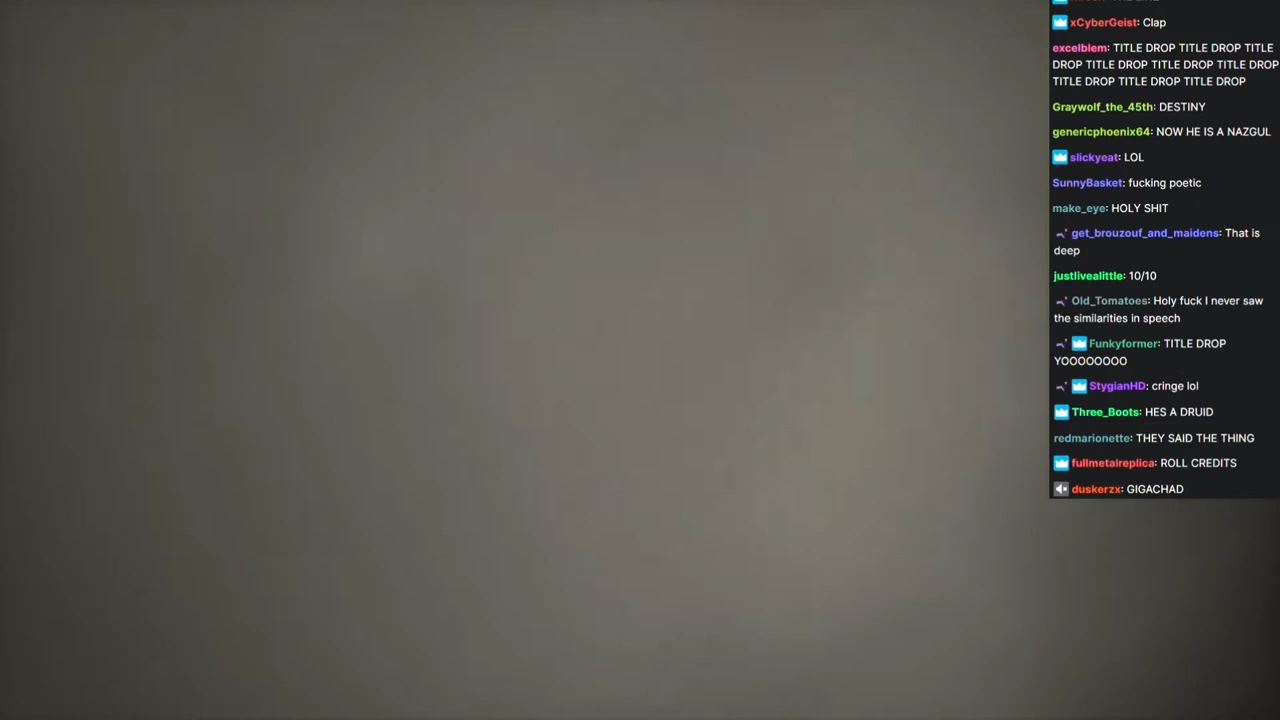 xCyberGeist: Clap
excelblem: TITLE DROP TITLE DROP TITLE
DROP TITLE DROP TITLE DROP TITLE DROP
TITLE DROP TITLE DROP TITLE DROP
Graywolf_the_45th: DESTINY
genericphoenix64: NOW HE IS A NAZGUL
slickyeat: LOL
SunnyBasket: fucking poetic
make_eye: HOLY SHIT
get_brouzouf_and_maidens: That is
deep
justlivealittle: 10/10
Old_Tomatoes: Holy fuck I never saw
the similarities in speech
Funkyformer: TITLE DROP
YOOOOOOOO
StygianHD: cringe lol
Three_Boots: HES A DRUID
redmarionette: THEY SAID THE THING
fullmetalreplica: ROLL CREDITS
duskerzx: GIGACHAD